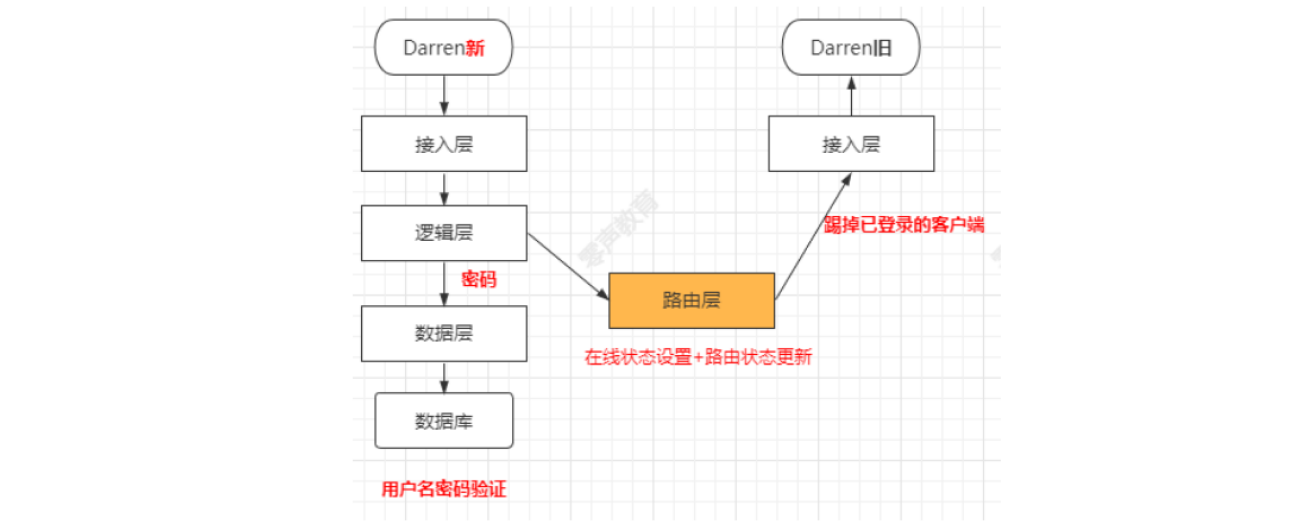 Darren新
Darren旧
接入层
接入层
逻辑层
踢掉已登录的客户端
密码
路由层
数据层
在线状态设置+路由状态更新
数据库
用户名密码验证
零声教育